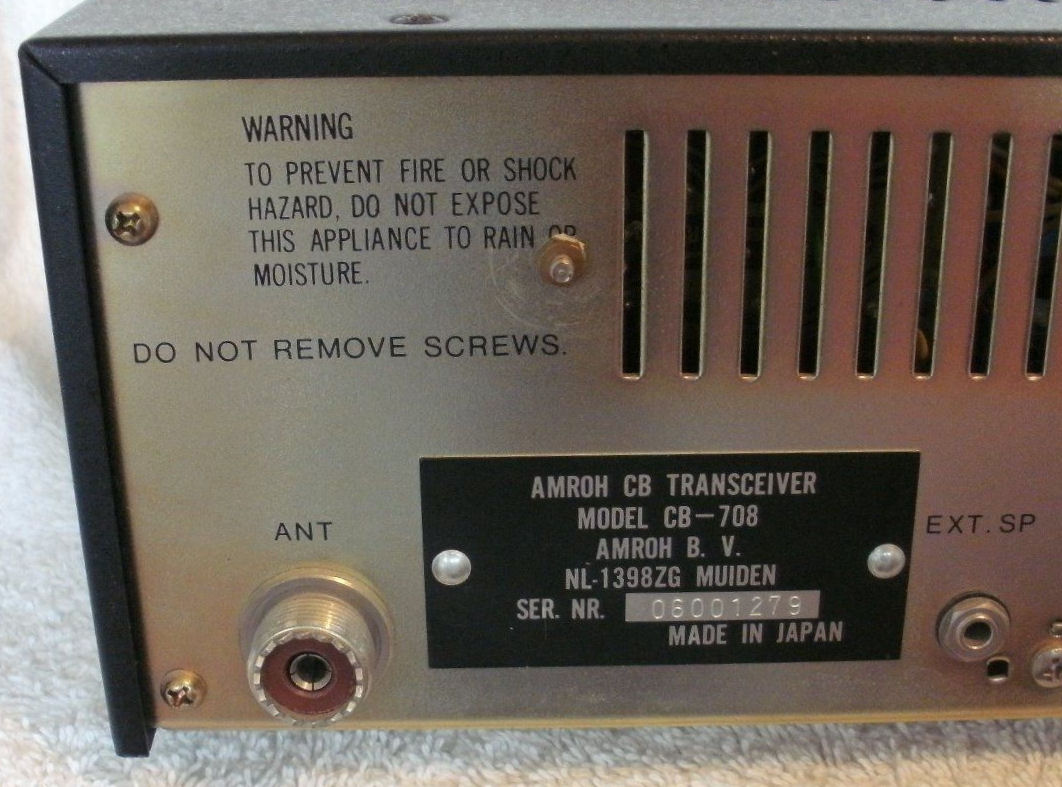 WARNING
TO PREVENT FIRE OR SHOCK
HAZARD, DO NOT EXPOSE
THIS APPLIANCE TO RAIN OR
MOISTURE.
DO NOT REMOVE SCREWS.
ANT
AMROH CB TRANSCEIVER
MODEL CB-708
AMROH B. V.
NL-1398ZG MUIDEN
SER. NR. 06001279
MADE IN JAPAN
EXT. SP